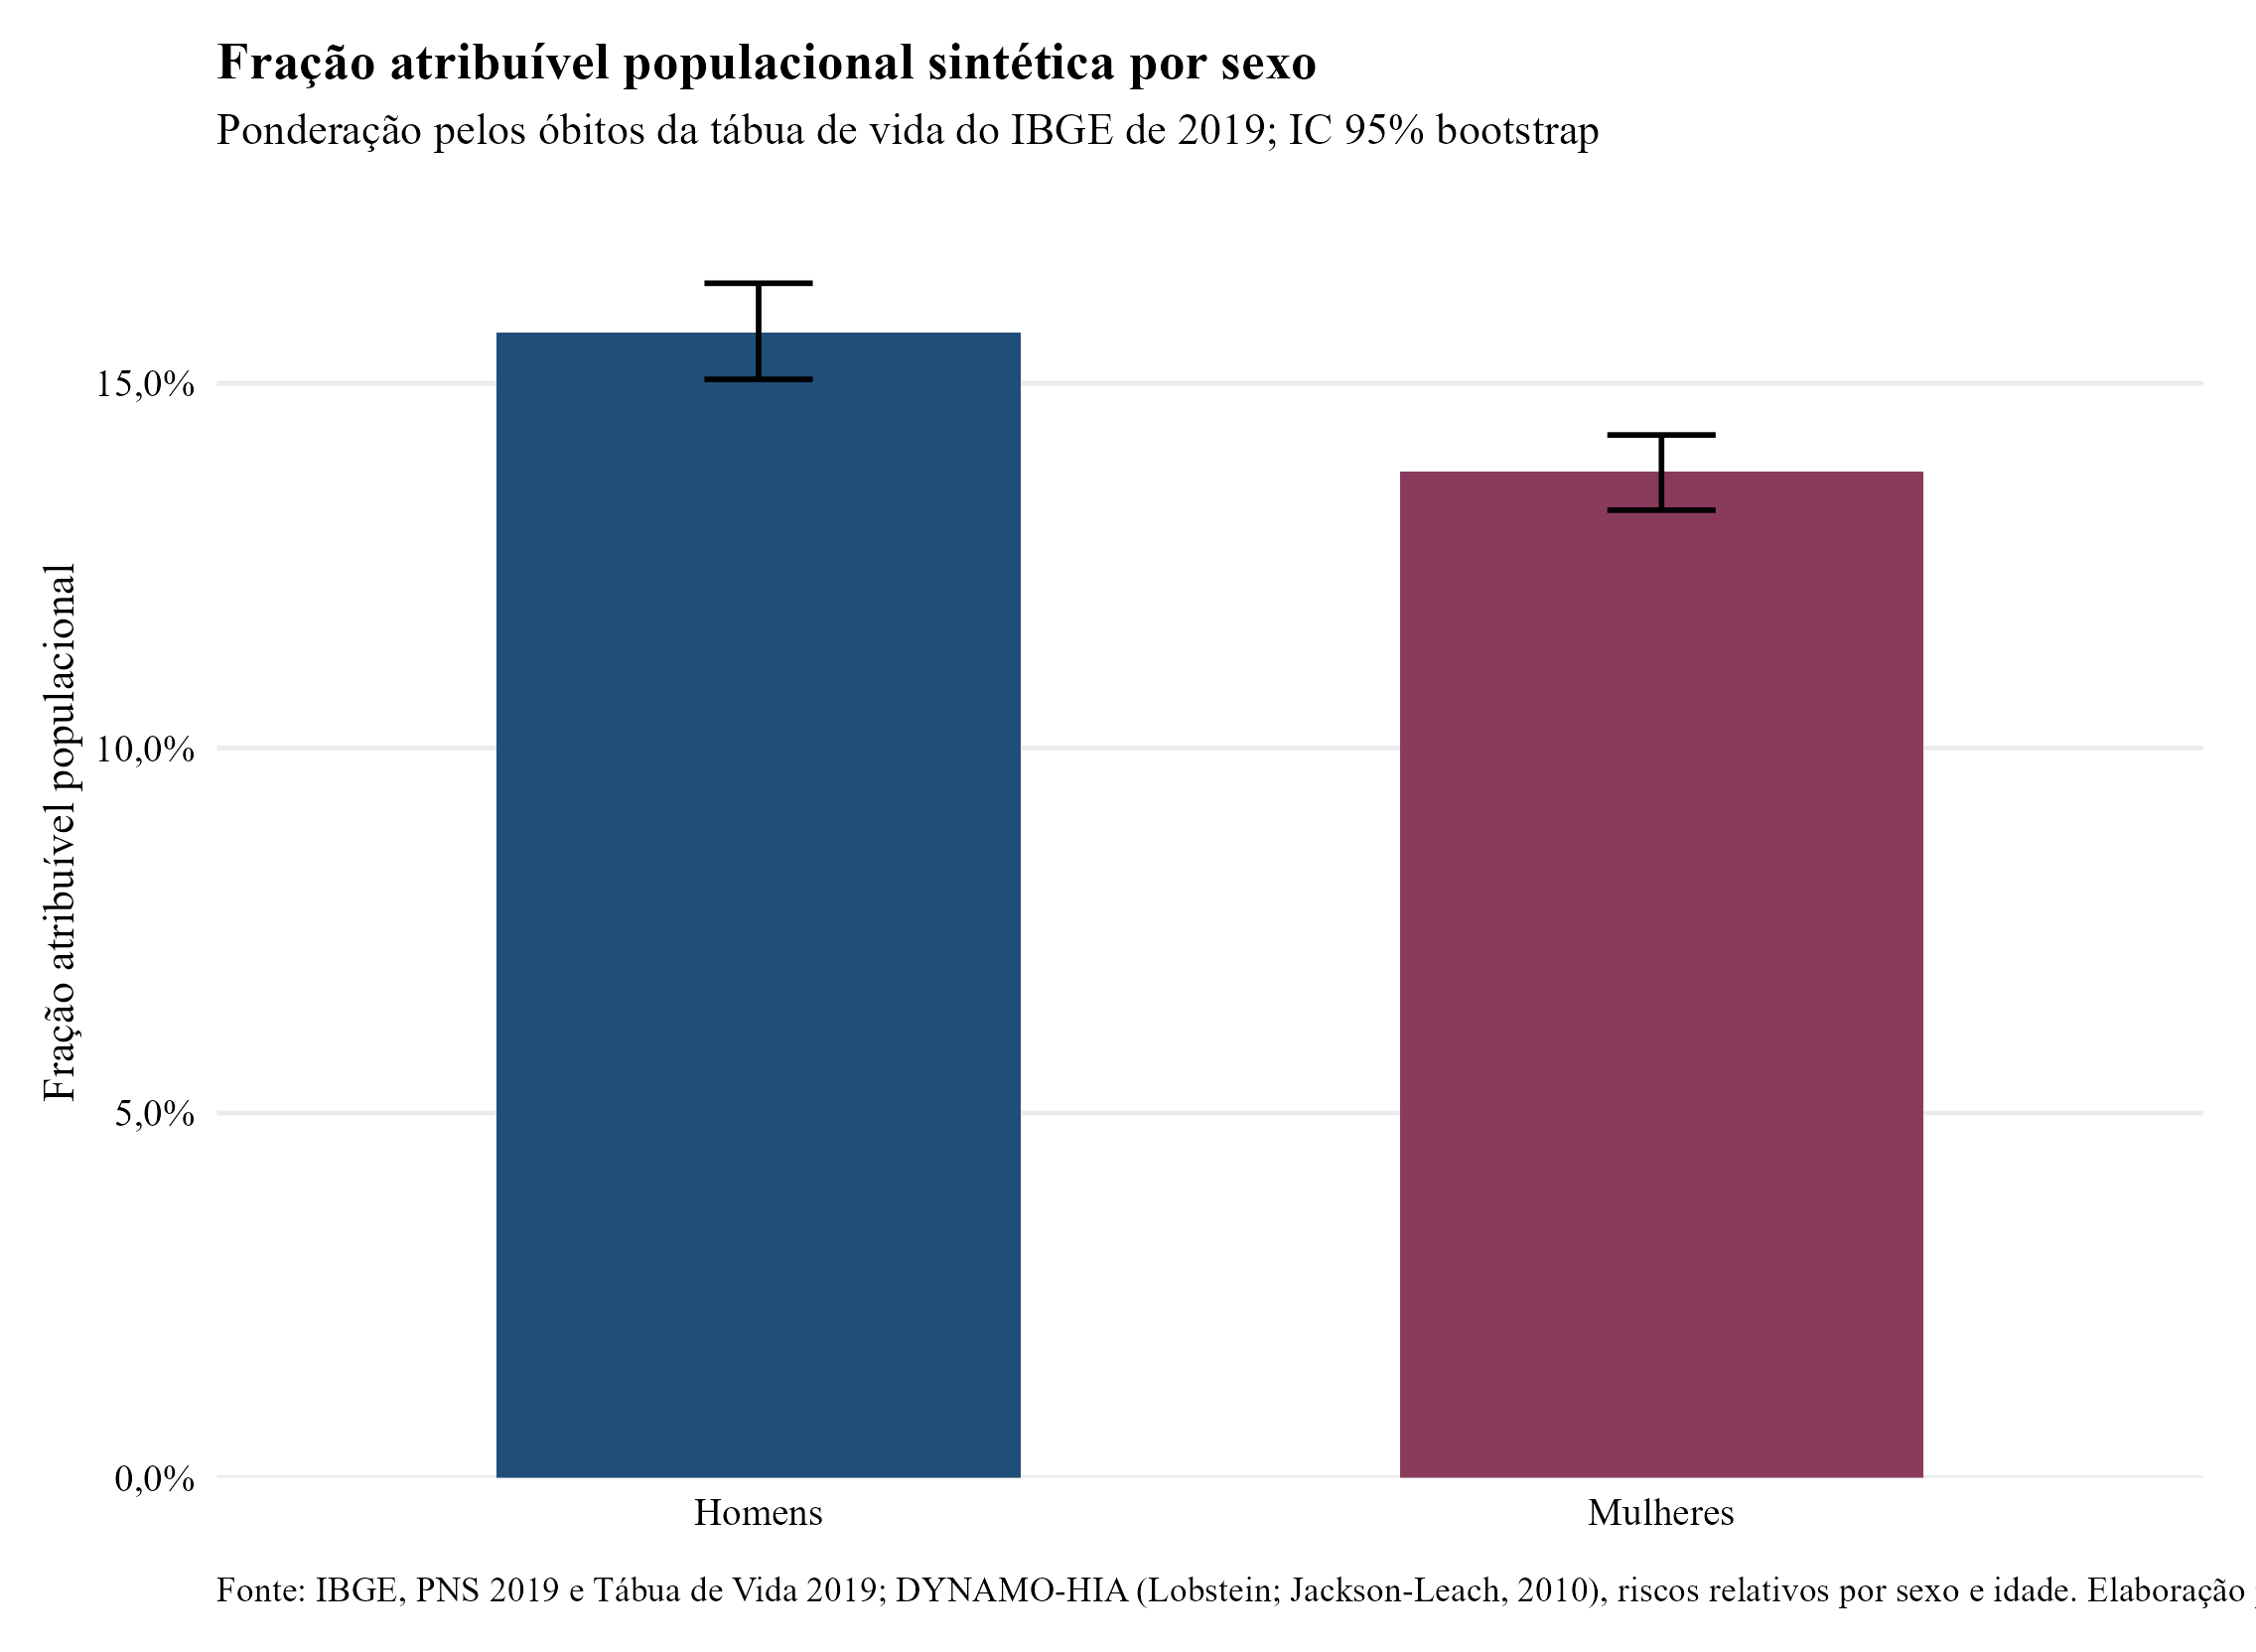 Fração atribuível populacional sintética por sexo
Ponderação pelos óbitos da tábua de vida do IBGE de 2019; IC 95% bootstrap
Fração atribuível populacional
15,0%
10,0%
5,0%
0,0%
Homens
Mulheres
Fonte: IBGE, PNS 2019 e Tábua de Vida 2019; DYNAMO-HIA (Lobstein; Jackson-Leach, 2010), riscos relativos por sexo e idade. Elaboração